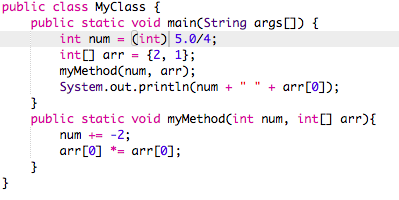 public class MyClass {
    public static void main(String args[]) {
        int num = (int) 5.0/4;
        int[] arr = {2, 1};
        myMethod(num, arr);
        System.out.println(num + " " + arr[0]);
    }
    public static void myMethod(int num, int[] arr){
        num += -2;
        arr[0] *= arr[0];
    }
}